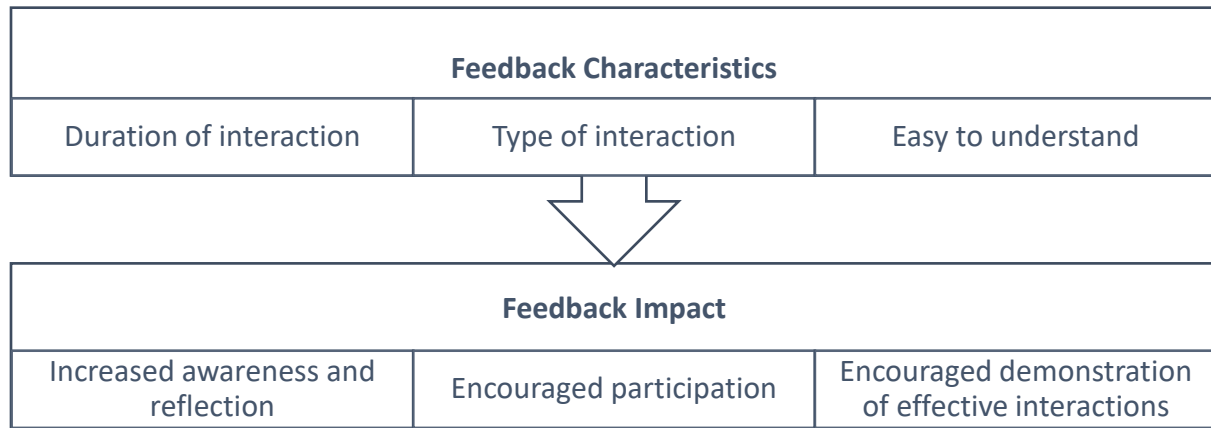 Feedback Characteristics
Duration of interaction
Type of interaction
Easy to understand
Feedback Impact
Increased awareness and
reflection
Encouraged participation
Encouraged demonstration
of effective interactions